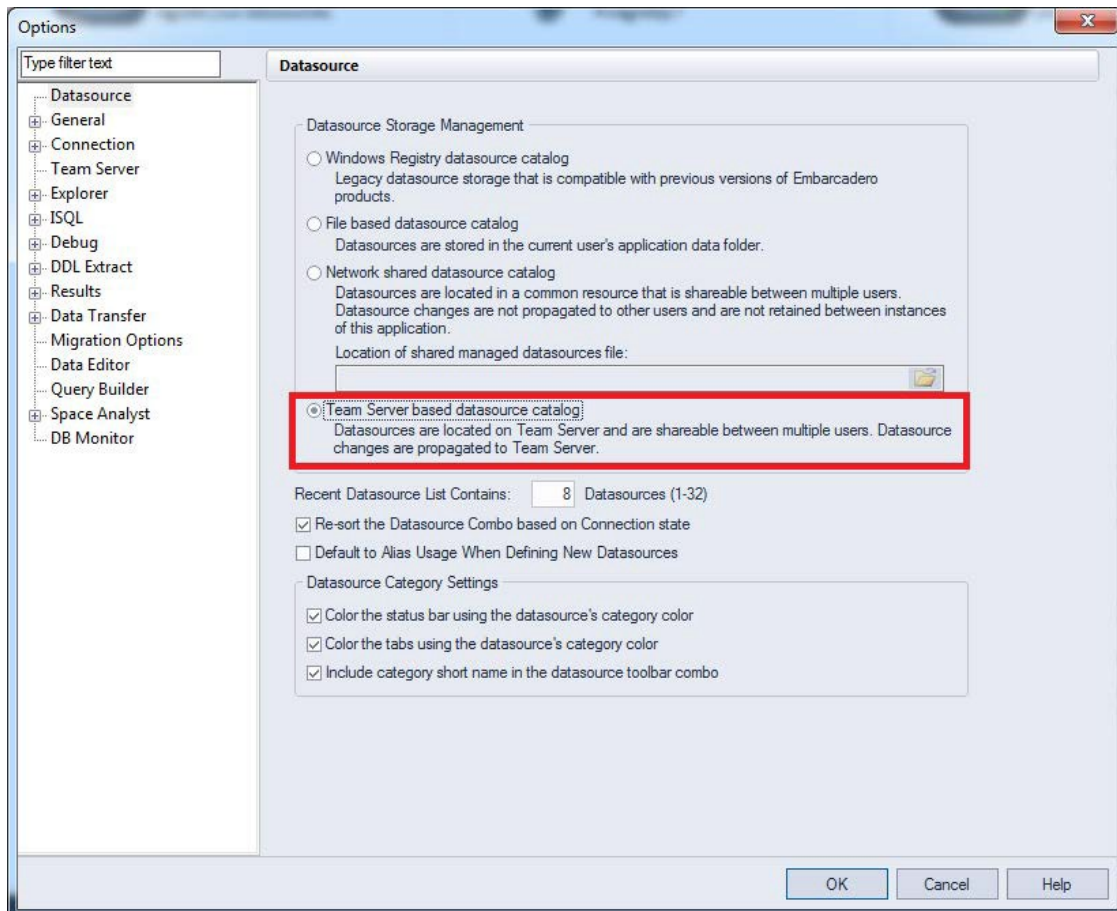 Options
Type filter text
Datasource
General
Connection
Team Server
Explorer
ISQL
Debug
DDL Extract
Results
Data Transfer
Migration Options
Data Editor
Query Builder
Space Analyst
DB Monitor
Datasource
Datasource Storage Management
Windows Registry datasource catalog
Legacy datasource storage that is compatible with previous versions of Embarcadero
products.
File based datasource catalog
Datasources are stored in the current user's application data folder.
Network shared datasource catalog
Datasources are located in a common resource that is shareable between multiple users.
Datasource changes are not propagated to other users and are not retained between instances
of this application.
Location of shared managed datasources file:
Team Server based datasource catalog
Datasources are located on Team Server and are shareable between multiple users. Datasource
changes are propagated to Team Server.
Recent Datasource List Contains: 8 Datasources (1-32)
Re-sort the Datasource Combo based on Connection state
Default to Alias Usage When Defining New Datasources
Datasource Category Settings
Color the status bar using the datasource's category color
Color the tabs using the datasource's category color
Include category short name in the datasource toolbar combo
OK Cancel Help